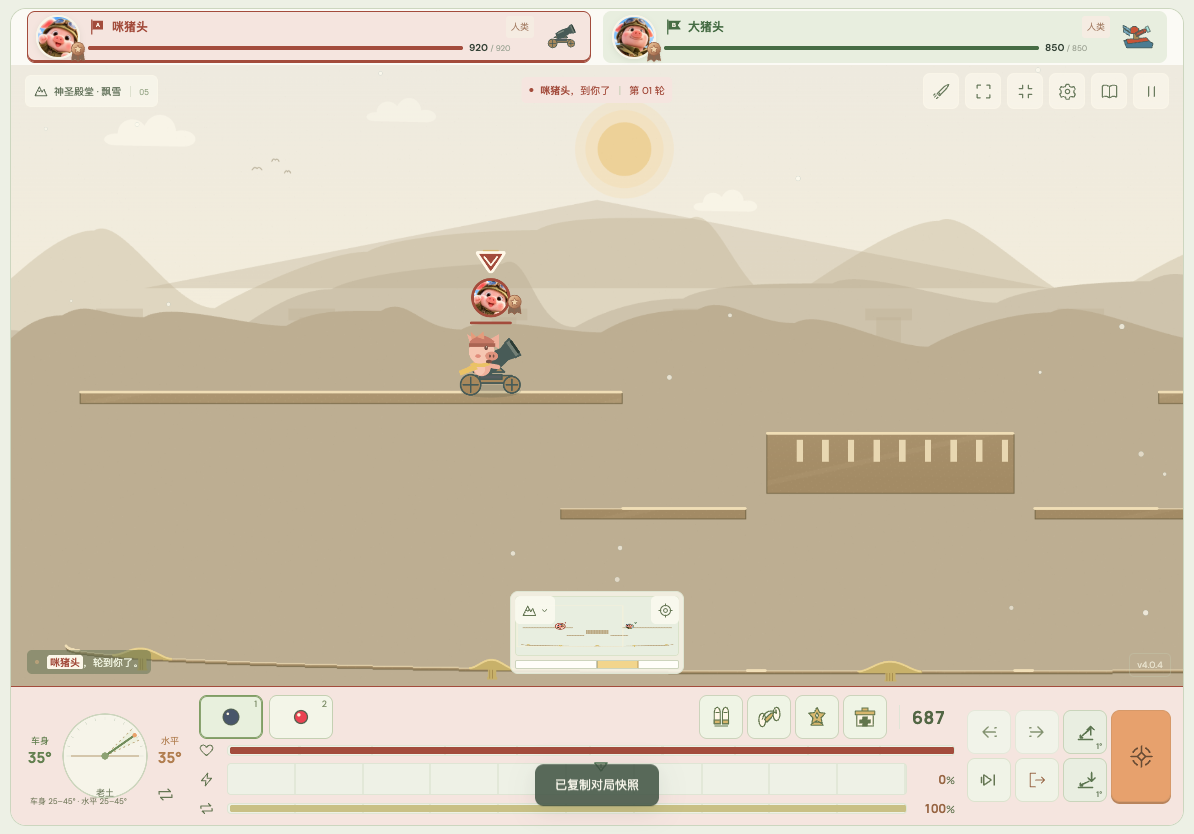 咪猪头
人类
920 / 920
大猪头
人类
850 / 850
神圣殿堂 · 飘雪
05
咪猪头，到你了
第 01 轮
咪猪头，轮到你了。
v4.0.4
车身
35°
水平
35°
老土
车身 25–45° · 水平 25–45°
1
2
687
0%
100%
已复制对局快照
1°
1°